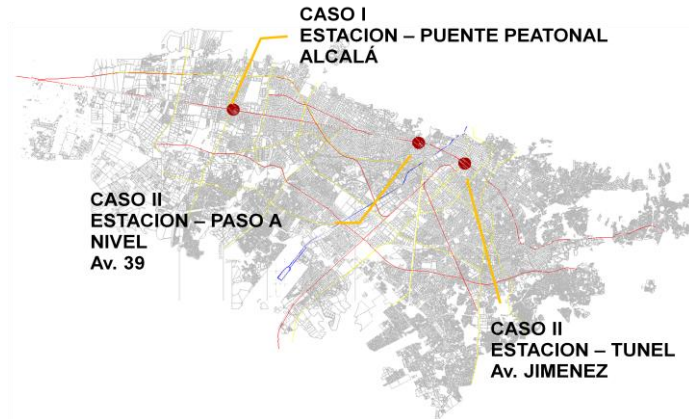 CASO I
ESTACION – PUENTE PEATONAL
ALCALÁ
CASO II
ESTACION – PASO A
NIVEL
Av. 39
CASO II
ESTACION – TUNEL
Av. JIMENEZ